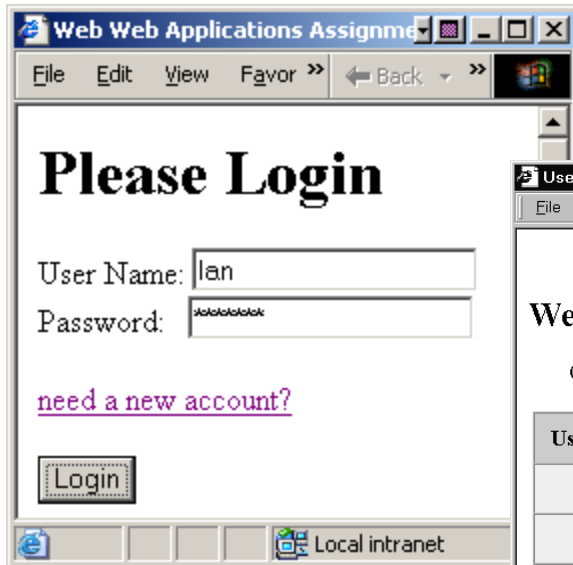 Web Web Applications Assignme
File Edit View Favor » Back »
Please Login
User Name: Ian
Password: ********
need a new account?
Login
Local intranet
Use
File
We
Us